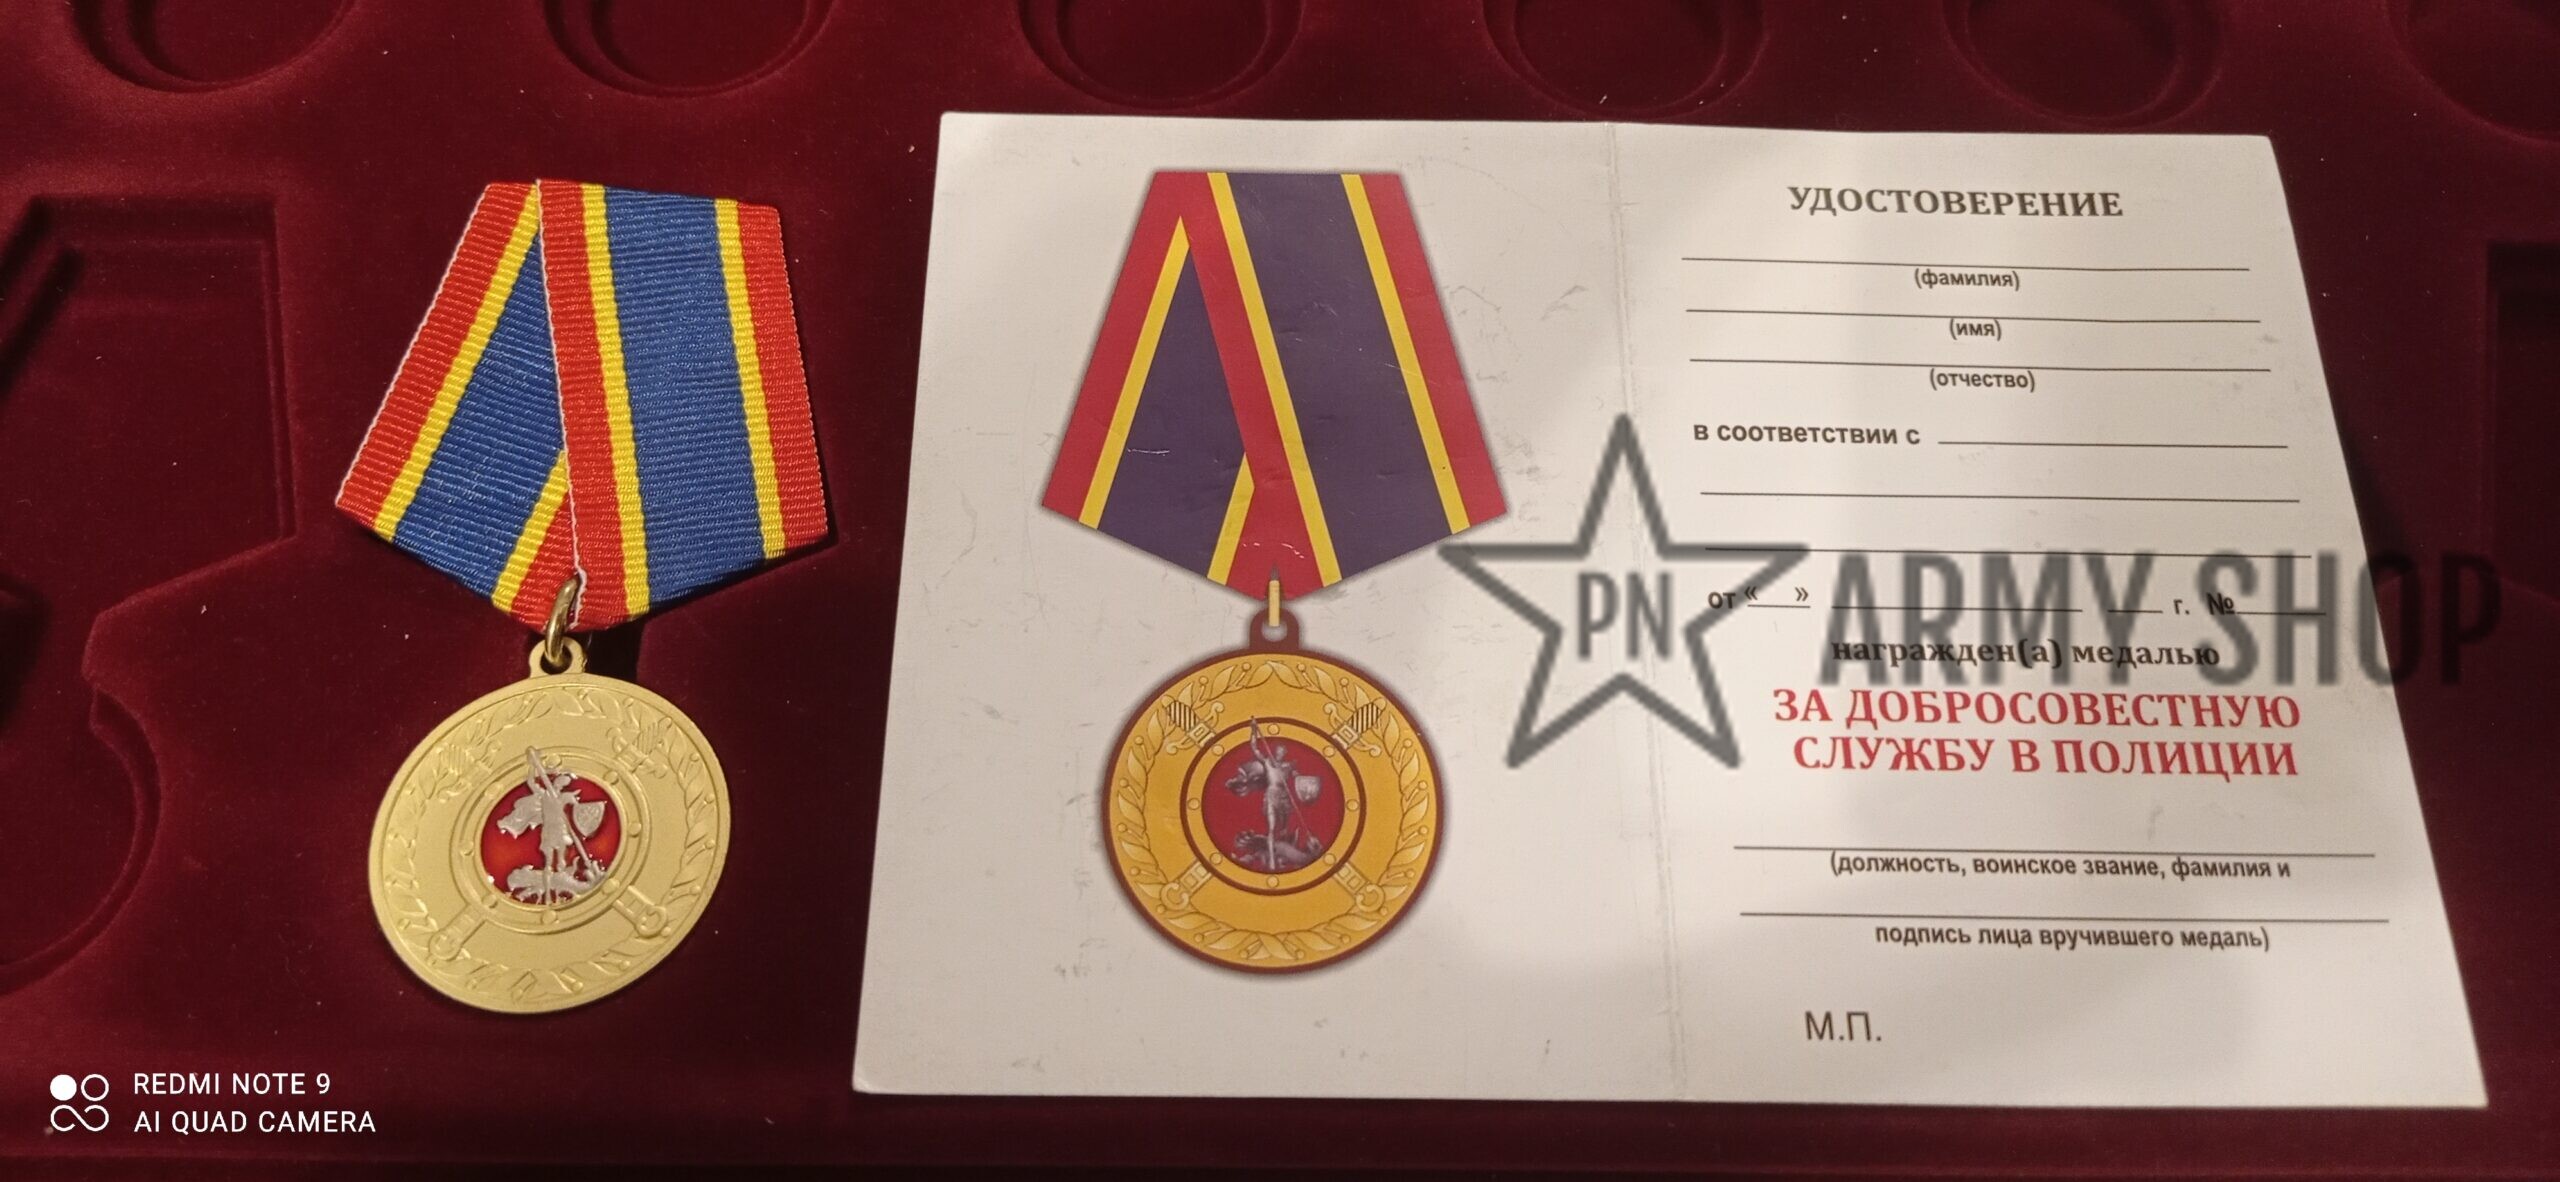 УДОСТОВЕРЕНИЕ
(фамилия)
(имя)
(отчество)
в соответствии с
от « » г. №
награжден(а) медалью
ЗА ДОБРОСОВЕСТНУЮ
СЛУЖБУ В ПОЛИЦИИ
(должность, воинское звание, фамилия и
подпись лица вручившего медаль)
М.П.
PN ARMY SHOP
REDMI NOTE 9
AI QUAD CAMERA